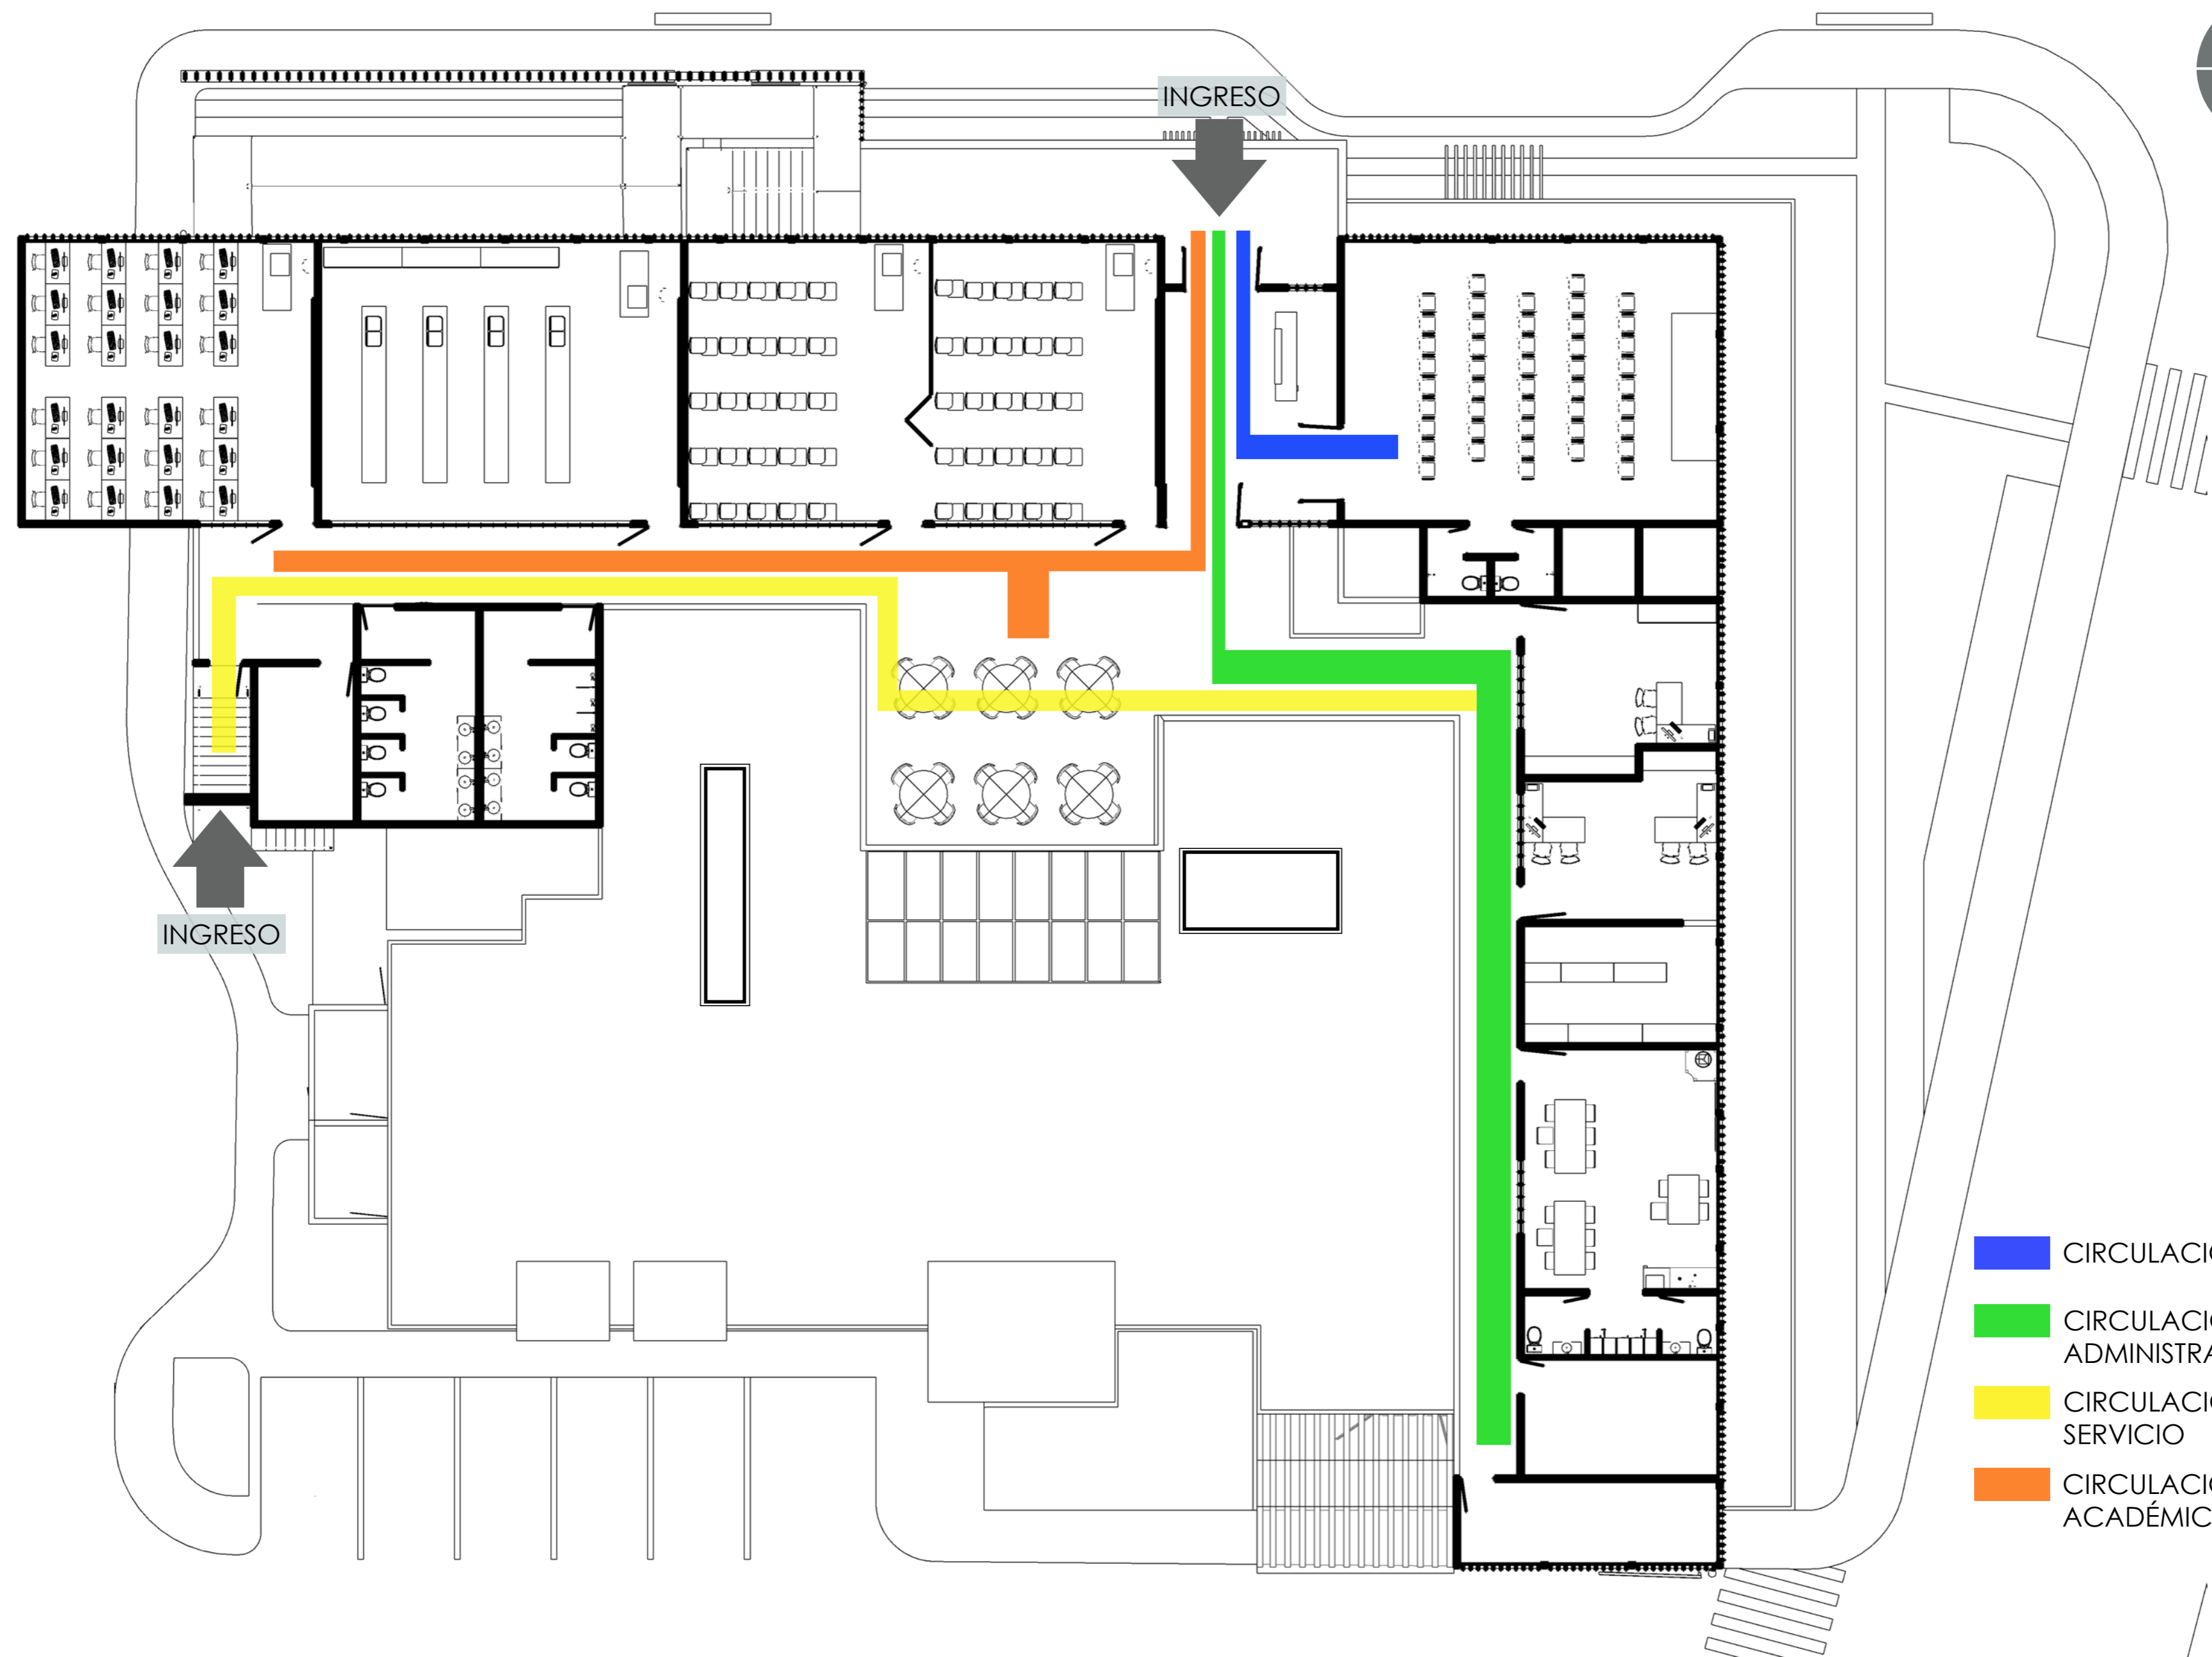 INGRESO
INGRESO
CIRCULACI
CIRCULACI
ADMINISTRA
CIRCULACI
SERVICIO
CIRCULACI
ACADÉMIC